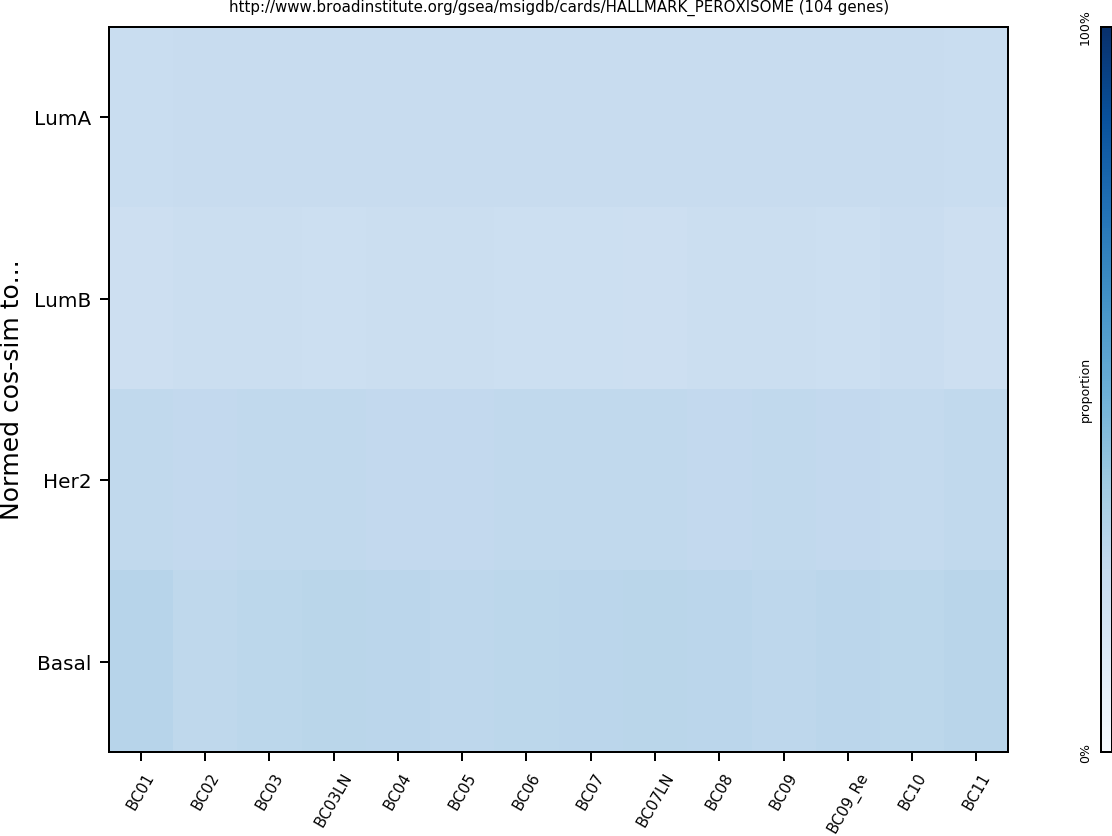 http://www.broadinstitute.org/gsea/msigdb/cards/HALLMARK_PEROXISOME (104 genes)
Normed cos-sim to...
LumA
LumB
Her2
Basal
BC01
BC02
BC03
BC03LN
BC04
BC05
BC06
BC07
BC07LN
BC08
BC09
BC09_Re
BC10
BC11
100%
proportion
0%